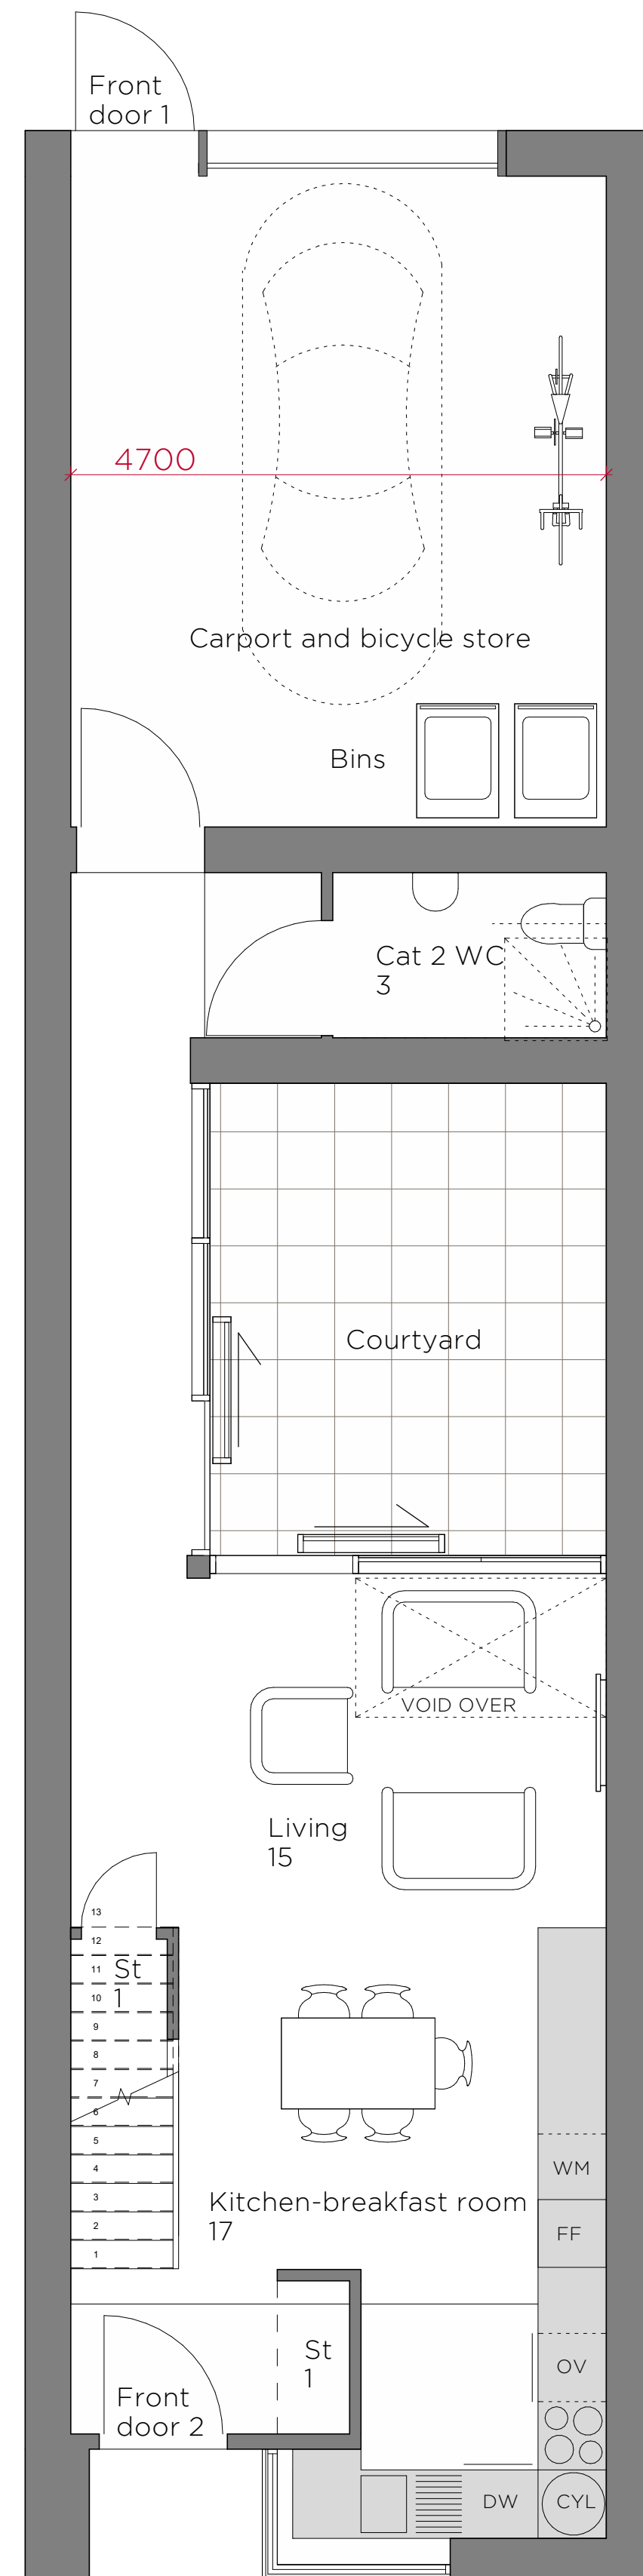 Front
door 1
4700
Carport and bicycle store
Bins
Cat 2 WC
3
Courtyard
VOID OVER
Living
15
13
12
11
10
9
8
7
6
5
4
3
2
1
St
1
WM
Kitchen-breakfast room
17
FF
St
1
OV
Front
door 2
DW
CYL